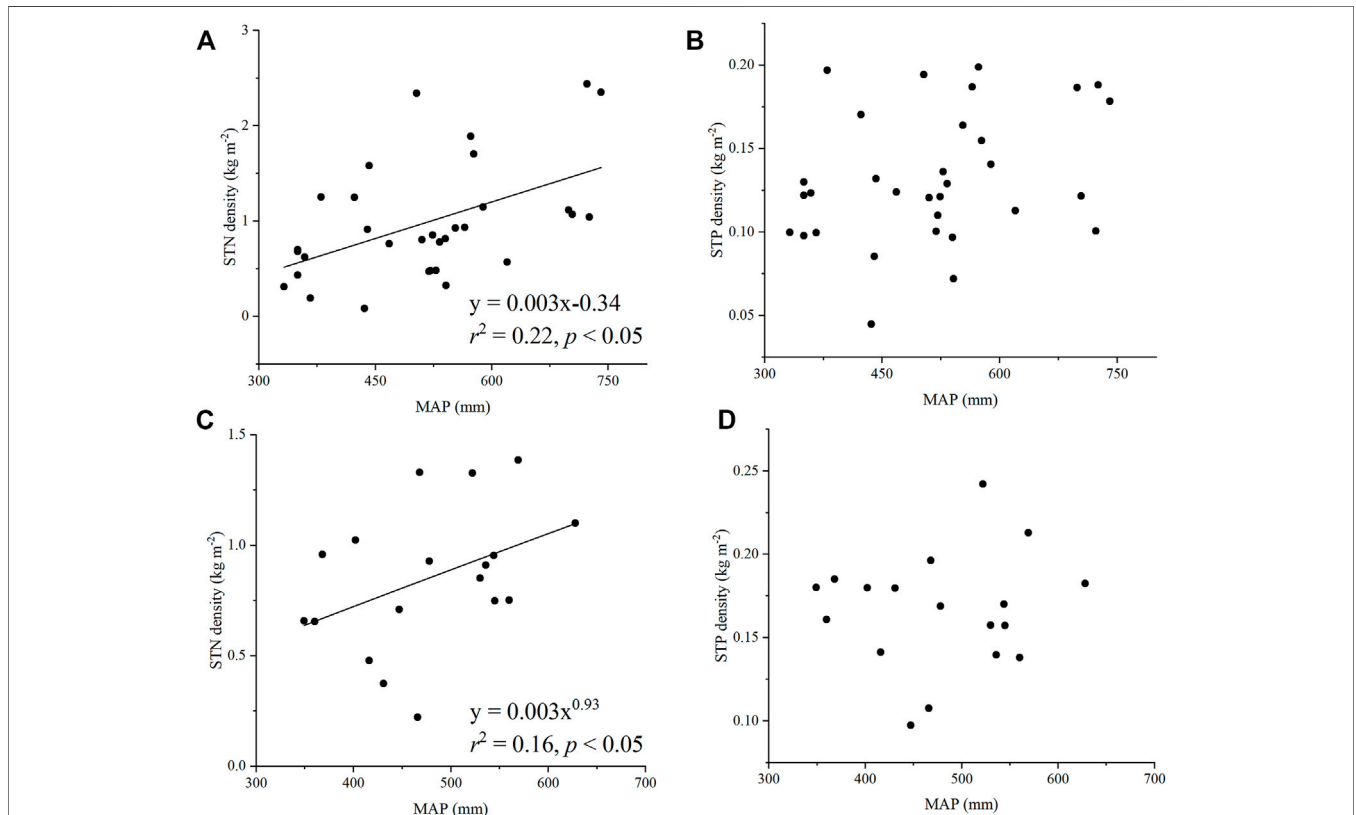 A
3
2
1
0
STN density (kg m-2)
y = 0.003x-0.34
r2 = 0.22, p < 0.05
300
450
600
750
MAP (mm)
B
0.20
0.15
0.10
0.05
STP density (kg m-2)
300
450
600
750
MAP (mm)
C
1.5
1.0
0.5
0.0
STN density (kg m-2)
y = 0.003x0.93
r2 = 0.16, p < 0.05
300
400
500
600
700
MAP (mm)
D
0.25
0.20
0.15
0.10
STP density (kg m-2)
300
400
500
600
700
MAP (mm)